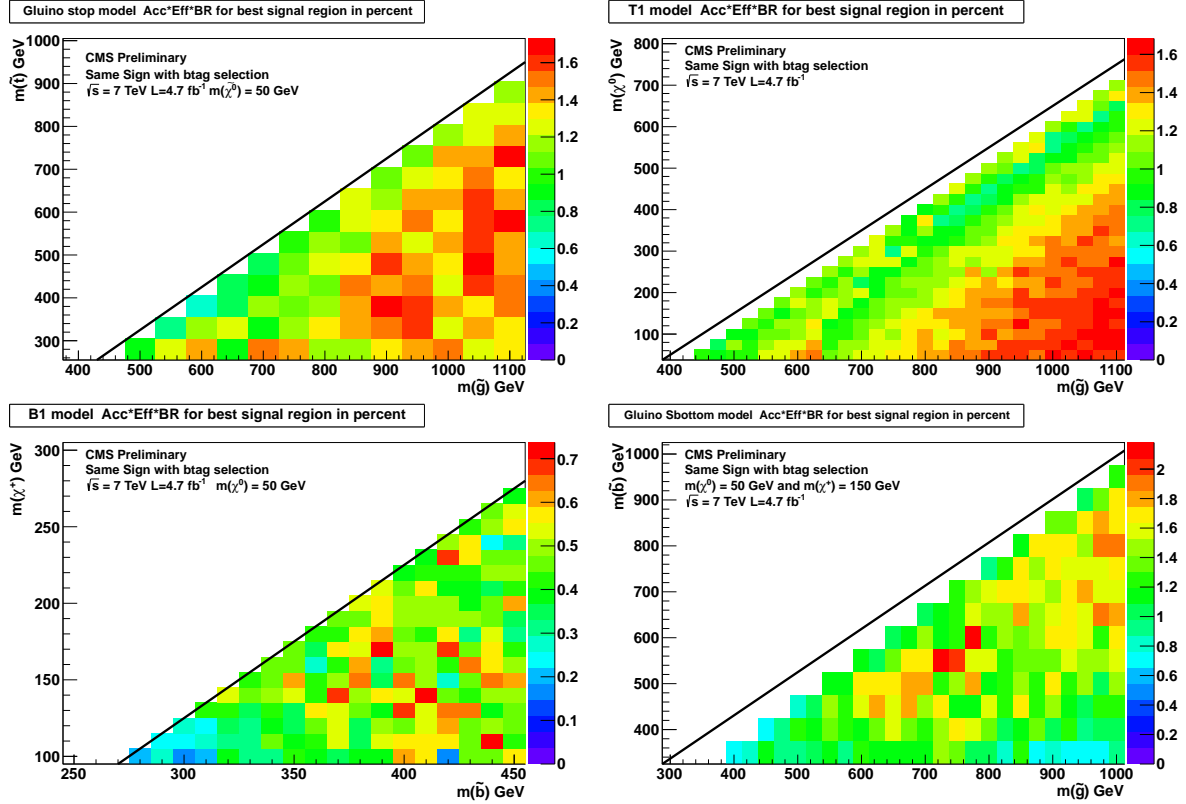 Gluino stop model Acc*Eff*BR for best signal region in percent
m(t̃) GeV
1000
900
800
700
600
500
400
300
CMS Preliminary
Same Sign with btag selection
√s = 7 TeV L=4.7 fb⁻¹ m(χ̃⁰) = 50 GeV
1.6
1.4
1.2
1
0.8
0.6
0.4
0.2
0
400 500 600 700 800 900 1000 1100
m(g̃) GeV
T1 model Acc*Eff*BR for best signal region in percent
m(χ⁰) GeV
800
700
600
500
400
300
200
100
CMS Preliminary
Same Sign with btag selection
√s = 7 TeV L=4.7 fb⁻¹
1.6
1.4
1.2
1
0.8
0.6
0.4
0.2
0
400 500 600 700 800 900 1000 1100
m(g̃) GeV
B1 model Acc*Eff*BR for best signal region in percent
m(χ⁺) GeV
300
250
200
150
100
CMS Preliminary
Same Sign with btag selection
√s = 7 TeV L=4.7 fb⁻¹ m(χ⁰) = 50 GeV
0.7
0.6
0.5
0.4
0.3
0.2
0.1
0
250 300 350 400 450
m(b̃) GeV
Gluino Sbottom model Acc*Eff*BR for best signal region in percent
m(b̃) GeV
1000
900
800
700
600
500
400
CMS Preliminary
Same Sign with btag selection
m(χ⁰) = 50 GeV and m(χ⁺) = 150 GeV
√s = 7 TeV L=4.7 fb⁻¹
2
1.8
1.6
1.4
1.2
1
0.8
0.6
0.4
0.2
0
300 400 500 600 700 800 900 1000
m(g̃) GeV